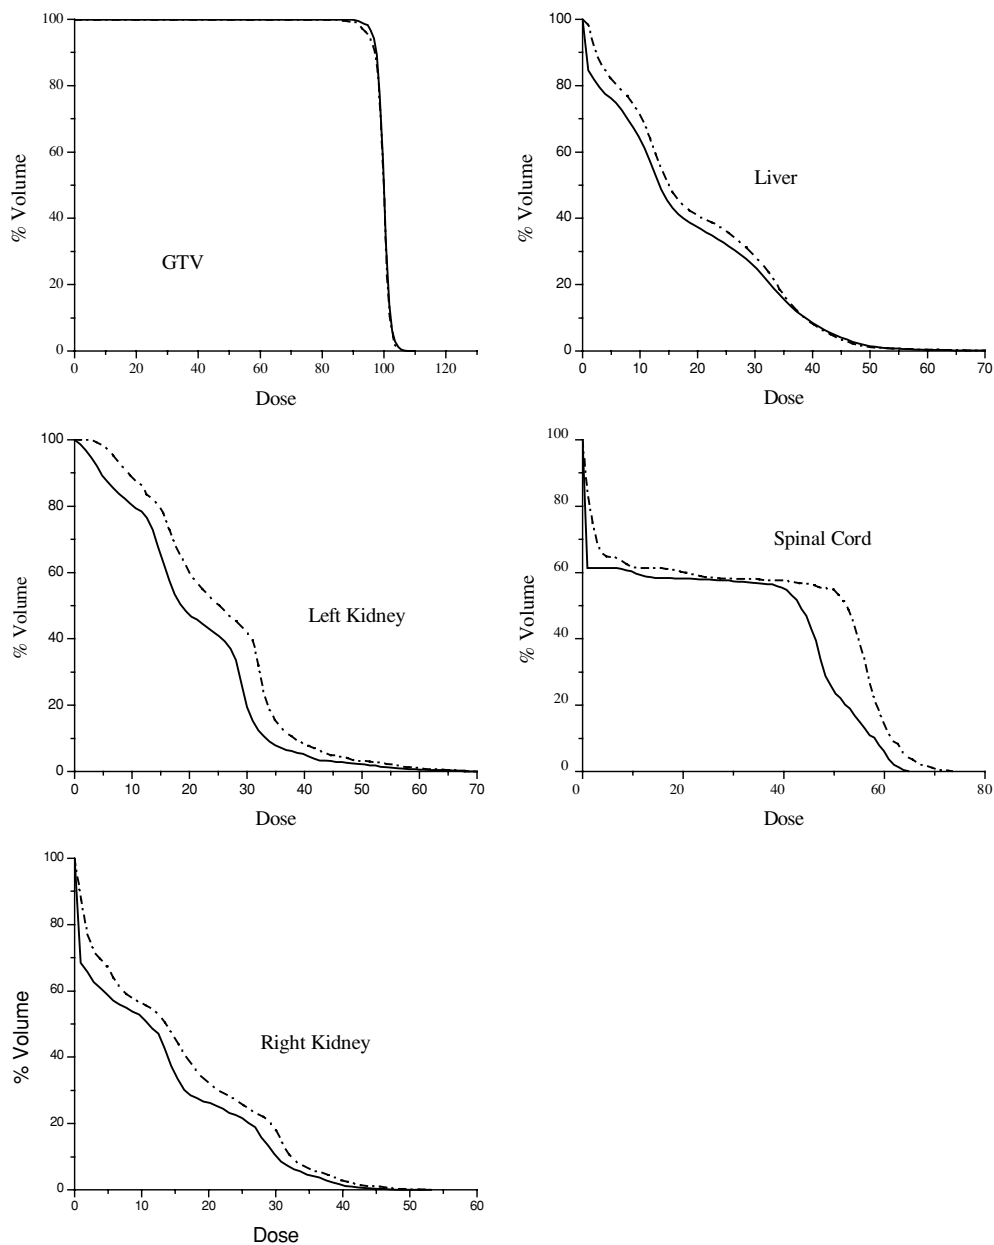 100
80
60
40
20
0
0 20 40 60 80 100 120
% Volume
GTV
Dose
100
80
60
40
20
0
0 10 20 30 40 50 60 70
% Volume
Liver
Dose
100
80
60
40
20
0
0 10 20 30 40 50 60 70
% Volume
Left Kidney
Dose
100
80
60
40
20
0
0 20 40 60 80
% Volume
Spinal Cord
Dose
100
80
60
40
20
0
0 10 20 30 40 50 60
% Volume
Right Kidney
Dose